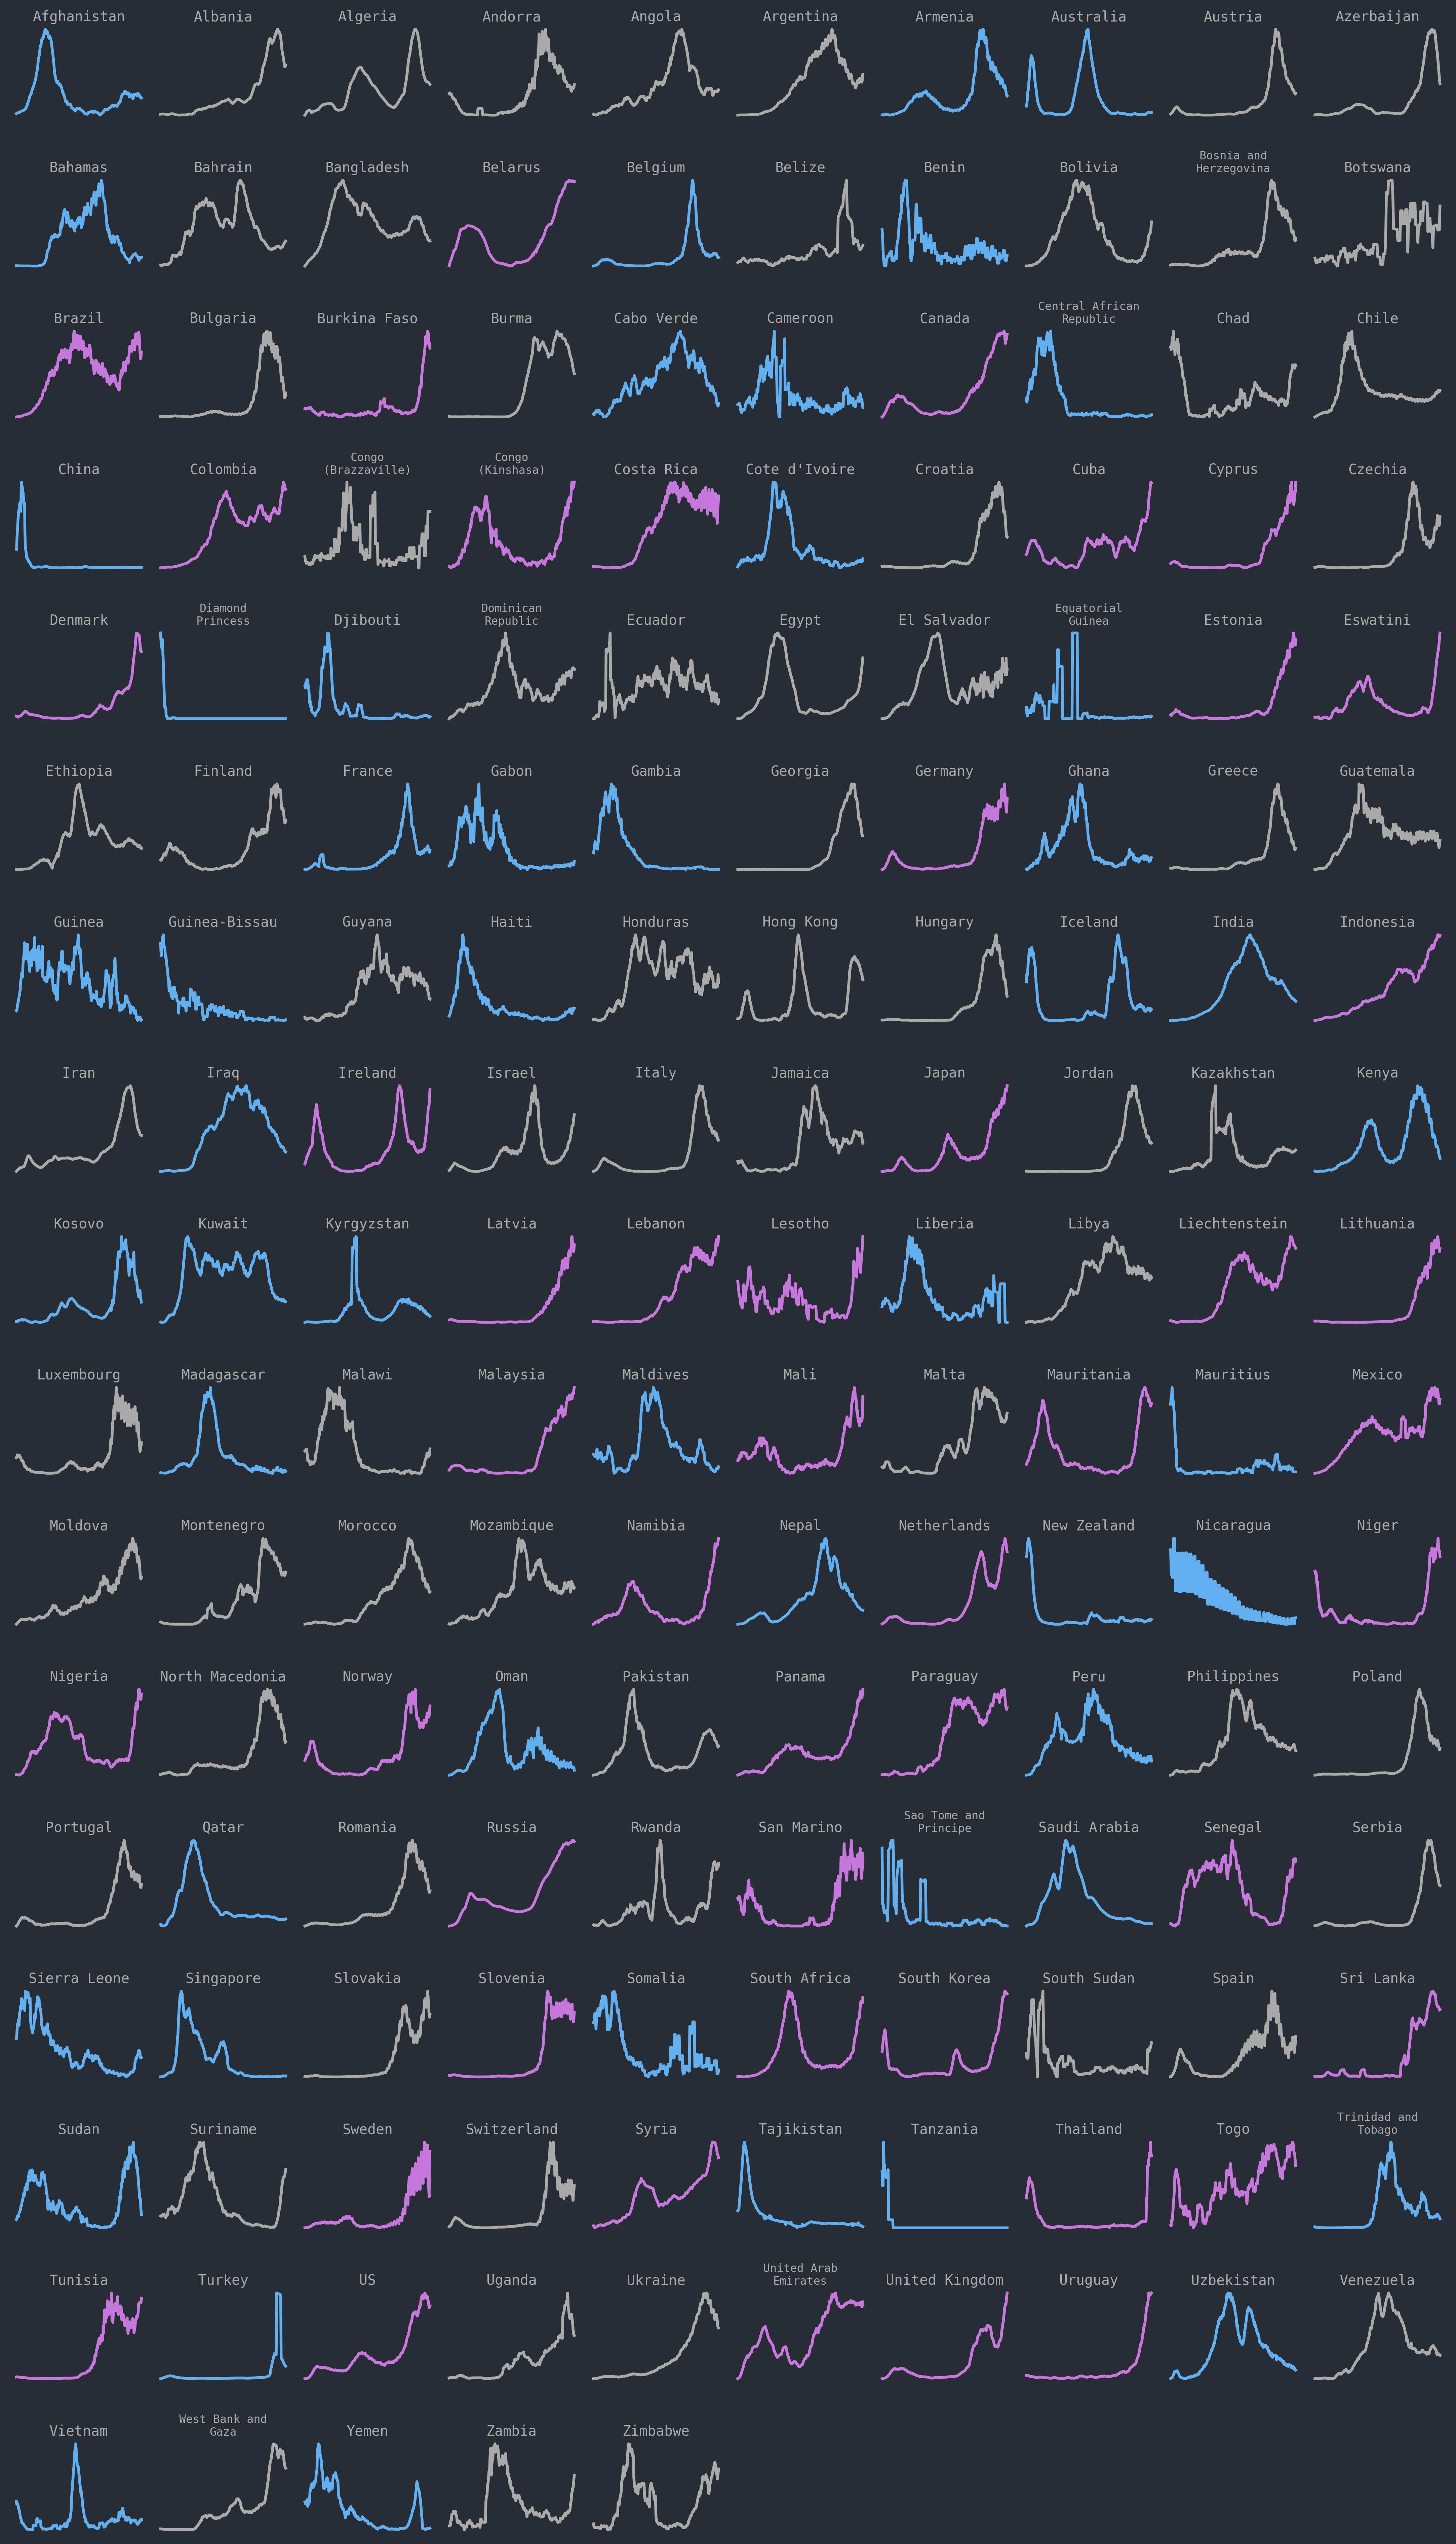 Afghanistan
Albania
Algeria
Andorra
Angola
Argentina
Armenia
Australia
Austria
Azerbaijan
Bahamas
Bahrain
Bangladesh
Belarus
Belgium
Belize
Benin
Bolivia
Bosnia and
Herzegovina
Botswana
Brazil
Bulgaria
Burkina Faso
Burma
Cabo Verde
Cameroon
Canada
Central African
Republic
Chad
Chile
China
Colombia
Congo
(Brazzaville)
Congo
(Kinshasa)
Costa Rica
Cote d'Ivoire
Croatia
Cuba
Cyprus
Czechia
Denmark
Diamond
Princess
Djibouti
Dominican
Republic
Ecuador
Egypt
El Salvador
Equatorial
Guinea
Estonia
Eswatini
Ethiopia
Finland
France
Gabon
Gambia
Georgia
Germany
Ghana
Greece
Guatemala
Guinea
Guinea-Bissau
Guyana
Haiti
Honduras
Hong Kong
Hungary
Iceland
India
Indonesia
Iran
Iraq
Ireland
Israel
Italy
Jamaica
Japan
Jordan
Kazakhstan
Kenya
Kosovo
Kuwait
Kyrgyzstan
Latvia
Lebanon
Lesotho
Liberia
Libya
Liechtenstein
Lithuania
Luxembourg
Madagascar
Malawi
Malaysia
Maldives
Mali
Malta
Mauritania
Mauritius
Mexico
Moldova
Montenegro
Morocco
Mozambique
Namibia
Nepal
Netherlands
New Zealand
Nicaragua
Niger
Nigeria
North Macedonia
Norway
Oman
Pakistan
Panama
Paraguay
Peru
Philippines
Poland
Portugal
Qatar
Romania
Russia
Rwanda
San Marino
Sao Tome and
Principe
Saudi Arabia
Senegal
Serbia
Sierra Leone
Singapore
Slovakia
Slovenia
Somalia
South Africa
South Korea
South Sudan
Spain
Sri Lanka
Sudan
Suriname
Sweden
Switzerland
Syria
Tajikistan
Tanzania
Thailand
Togo
Trinidad and
Tobago
Tunisia
Turkey
US
Uganda
Ukraine
United Arab
Emirates
United Kingdom
Uruguay
Uzbekistan
Venezuela
Vietnam
West Bank and
Gaza
Yemen
Zambia
Zimbabwe